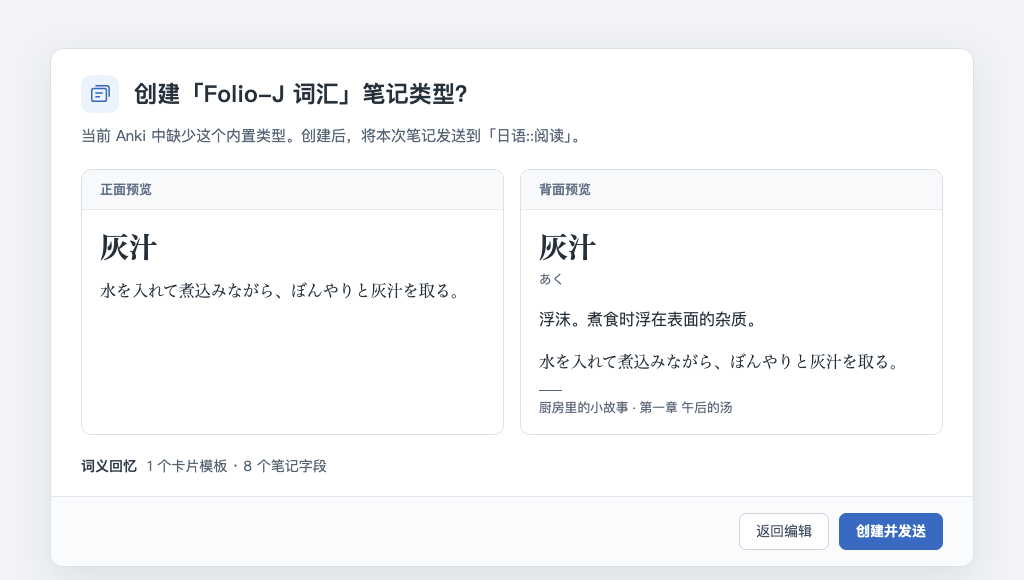 创建「Folio-J 词汇」笔记类型?
当前 Anki 中缺少这个内置类型。创建后，将本次笔记发送到「日语::阅读」。
正面预览
灰汁
水を入れて煮込みながら、ぼんやりと灰汁を取る。
背面预览
灰汁
あく
浮沫。煮食时浮在表面的杂质。
水を入れて煮込みながら、ぼんやりと灰汁を取る。
——
厨房里的小故事 · 第一章 午后的汤
词义回忆 1 个卡片模板 · 8 个笔记字段
返回编辑 创建并发送